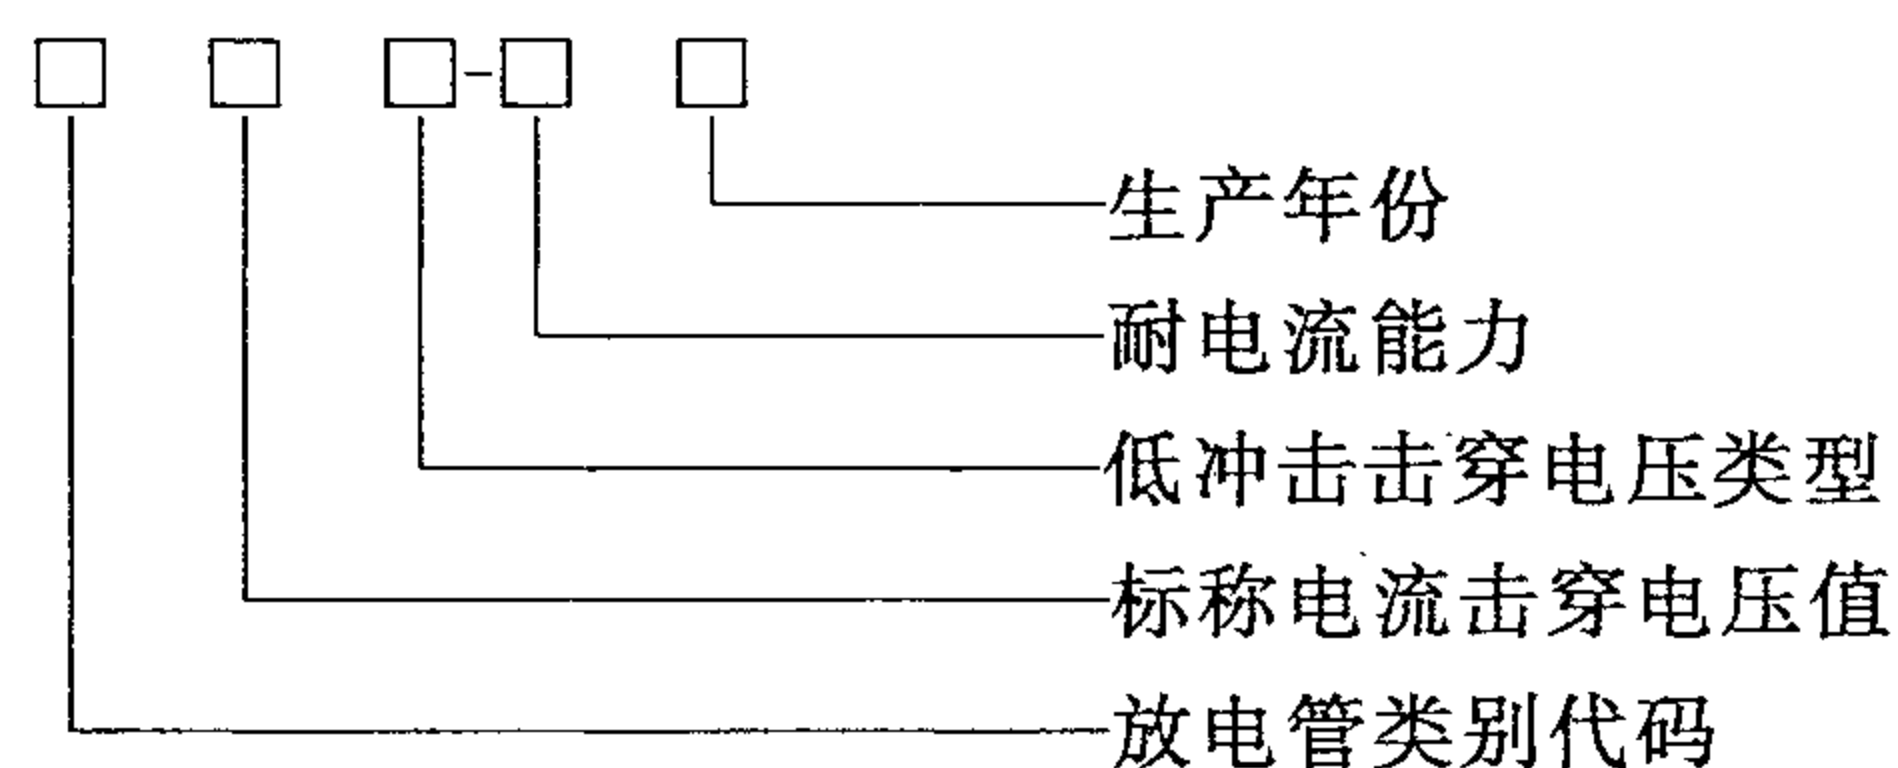 □ □ □-□ □
生产年份
耐电流能力
低冲击击穿电压类型
标称电流击穿电压值
放电管类别代码